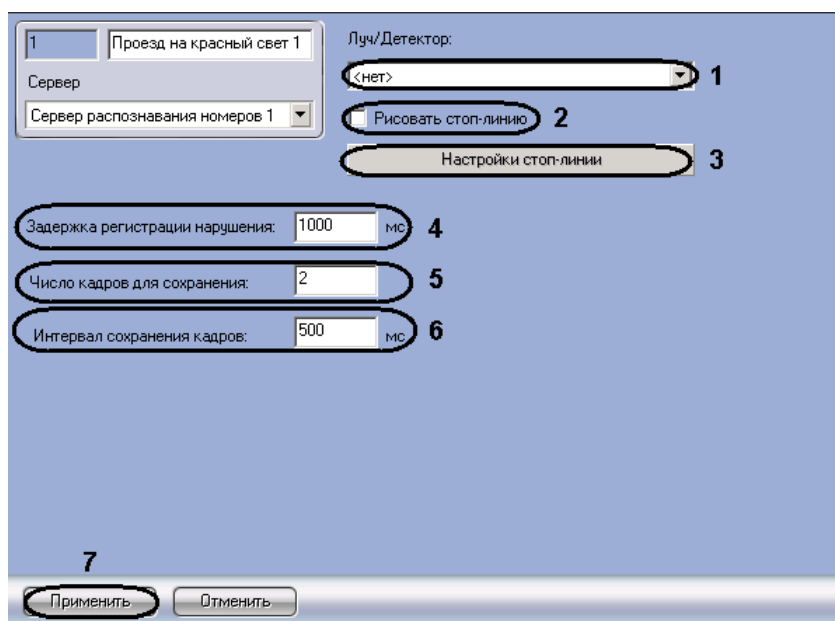 1
Проезд на красный свет 1
Сервер
Сервер распознавания номеров 1
Луч/Детектор:
<нет> 1
Рисовать стоп-линию 2
Настройки стоп-линии 3
Задержка регистрации нарушения: 1000 мс 4
Число кадров для сохранения: 2 5
Интервал сохранения кадров: 500 мс 6
7
Применить Отменить